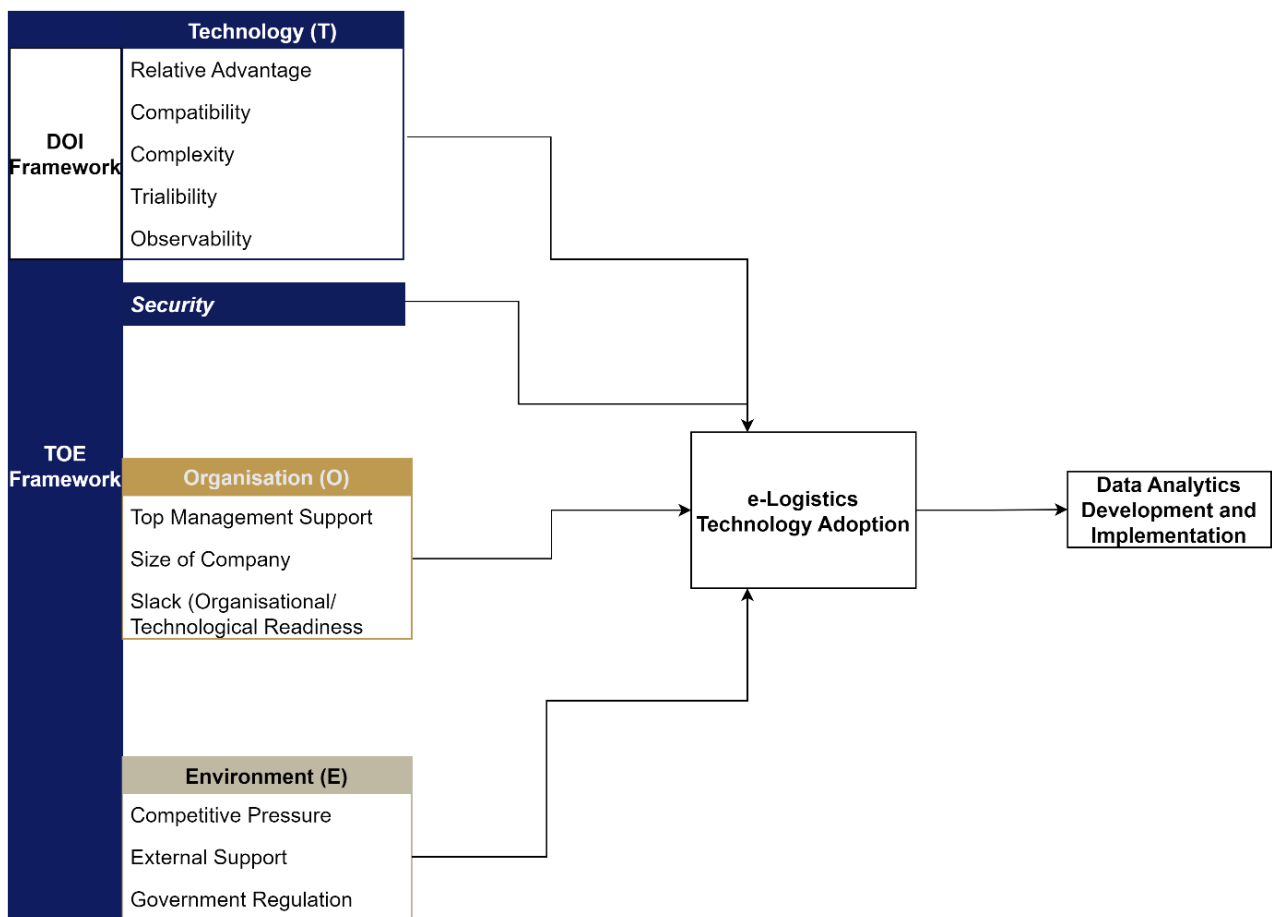 Technology (T)
DOI
Framework
Relative Advantage
Compatibility
Complexity
Trialibility
Observability
Security
TOE
Framework
Organisation (O)
Top Management Support
Size of Company
Slack (Organisational/
Technological Readiness
Environment (E)
Competitive Pressure
External Support
Government Regulation
e-Logistics
Technology Adoption
Data Analytics
Development and
Implementation